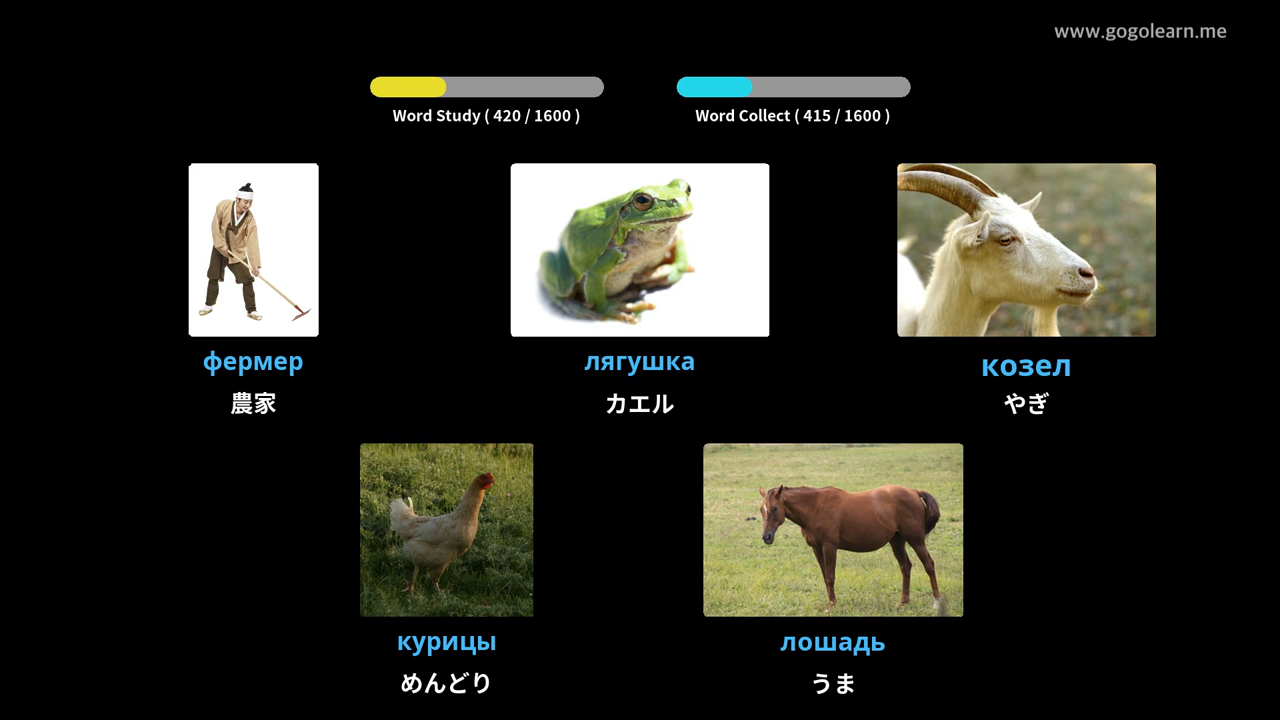 www.gogolearn.me
Word Study ( 420 / 1600 )
Word Collect ( 415 / 1600 )
фермер
農家
лягушка
カエル
козел
やぎ
курицы
めんどり
лошадь
うま